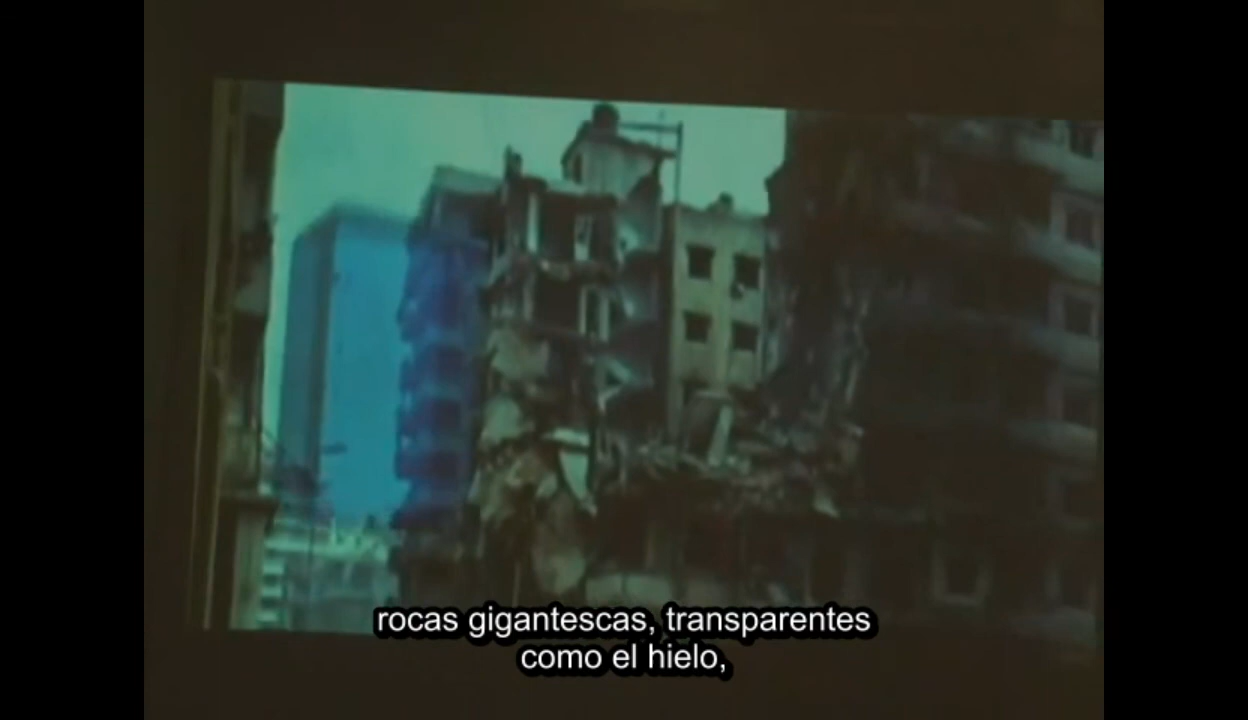 rocas gigantescas, transparentes
como el hielo,